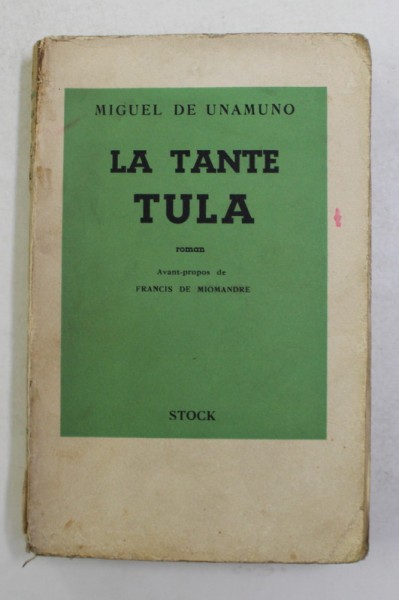 MIGUEL DE UNAMUNO
LA TANTE
TULA
roman
Avant-propos de
FRANCIS DE MIOMANDRE
STOCK